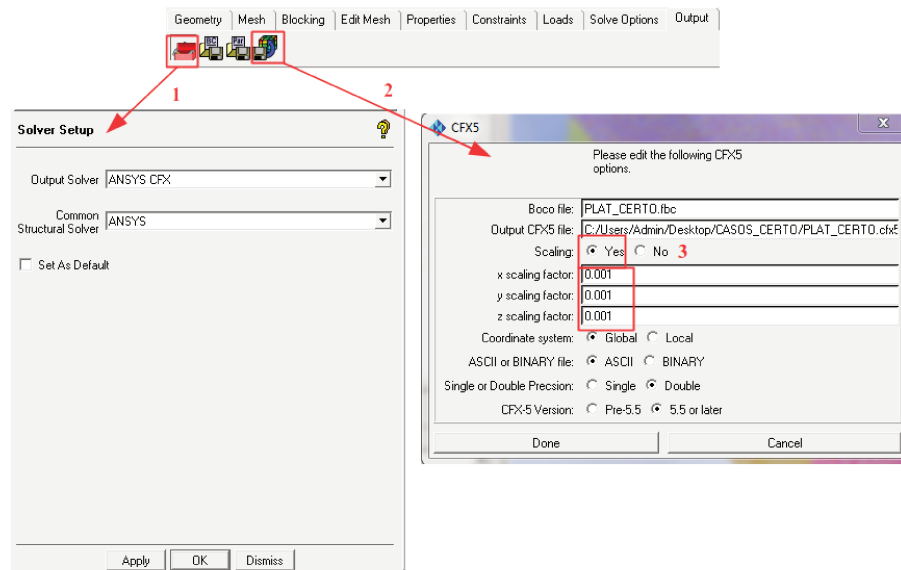 Geometry Mesh Blocking Edit Mesh Properties Constraints Loads Solve Options Output
BC Par
1
2
Solver Setup
Output Solver ANSYS CFX
Common Structural Solver ANSYS
Set As Default
Apply OK Dismiss
CFX5
Please edit the following CFX5
options.
Boco file: PLAT_CERTO.fbc
Output CFX5 file: C:/Users/Admin/Desktop/CASOS_CERTO/PLAT_CERTO.cfx5
Scaling: Yes No 3
x scaling factor: 0.001
y scaling factor: 0.001
z scaling factor: 0.001
Coordinate system: Global Local
ASCII or BINARY file: ASCII BINARY
Single or Double Precsion: Single Double
CFX-5 Version: Pre-5.5 5.5 or later
Done Cancel